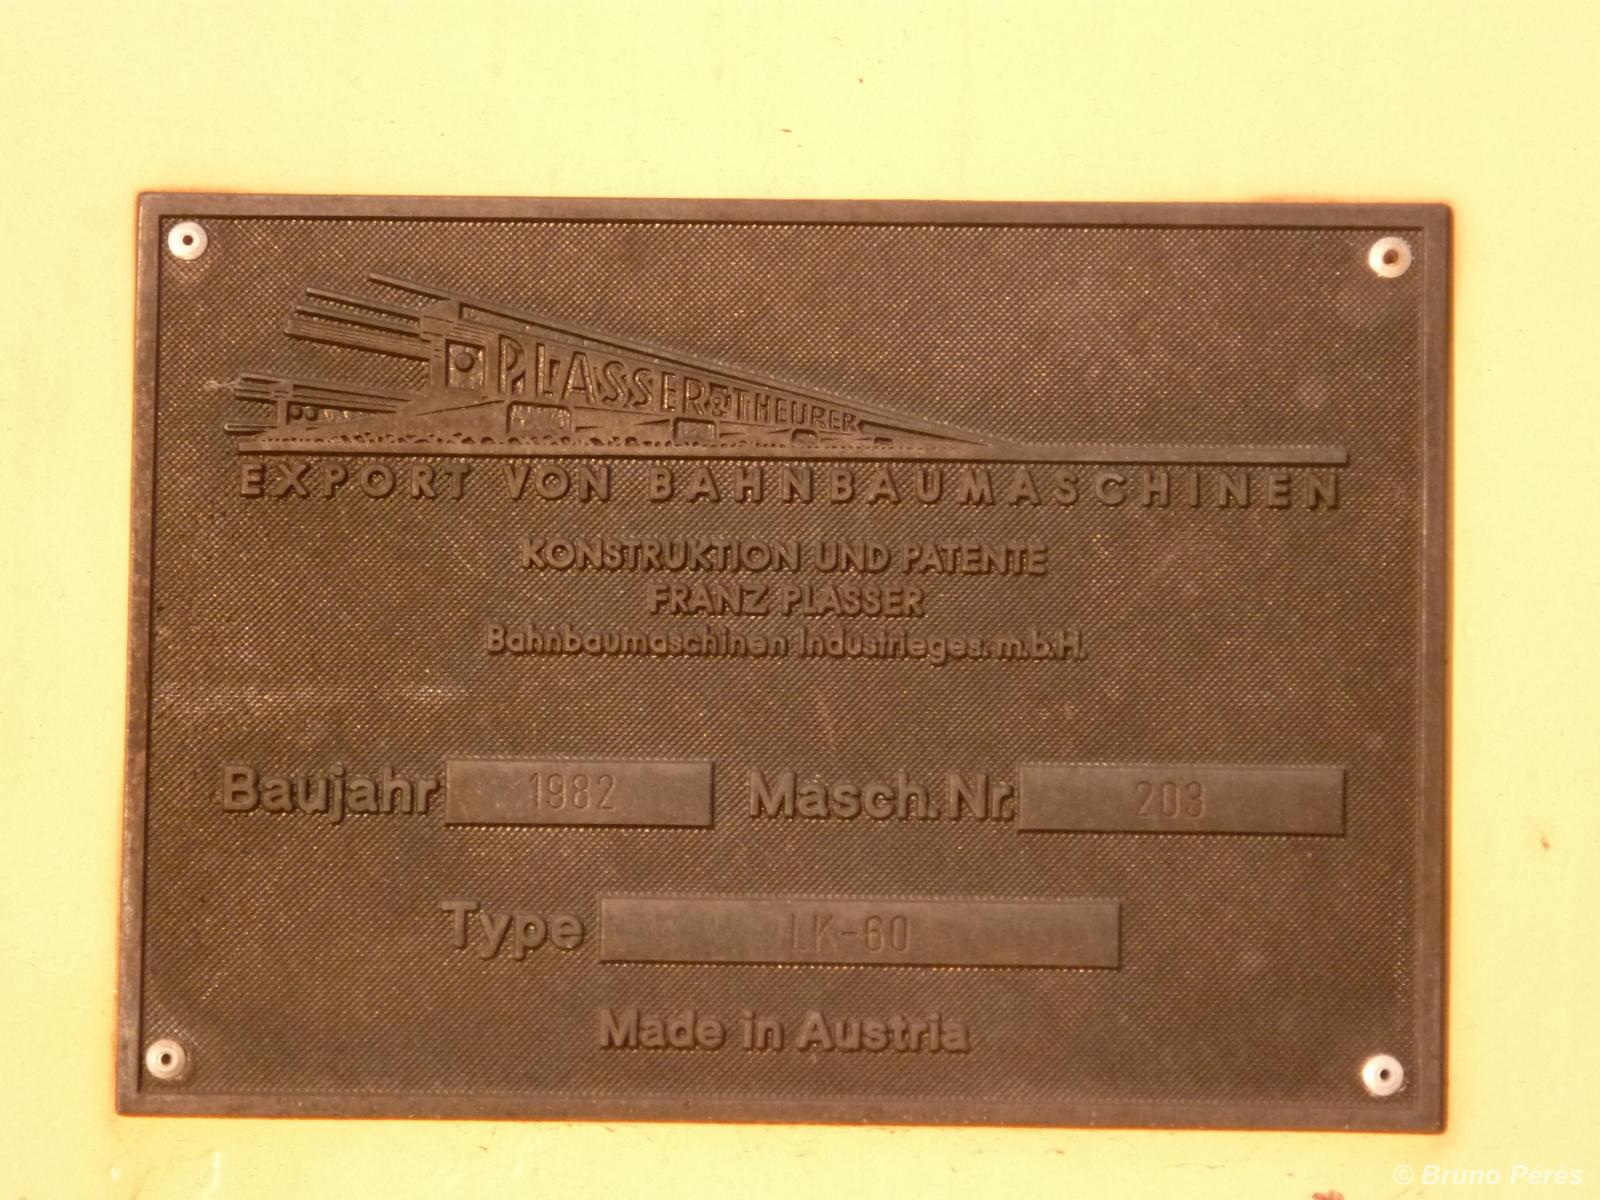 PLASSER & THEURER
EXPORT VON BAHNBAUMASCHINEN
KONSTRUKTION UND PATENTE
FRANZ PLASSER
Bahnbaumaschinen Industrieges.m.b.H.
Baujahr 1982 Masch.Nr. 203
Type LK-60
Made in Austria
© Bruno Pérès